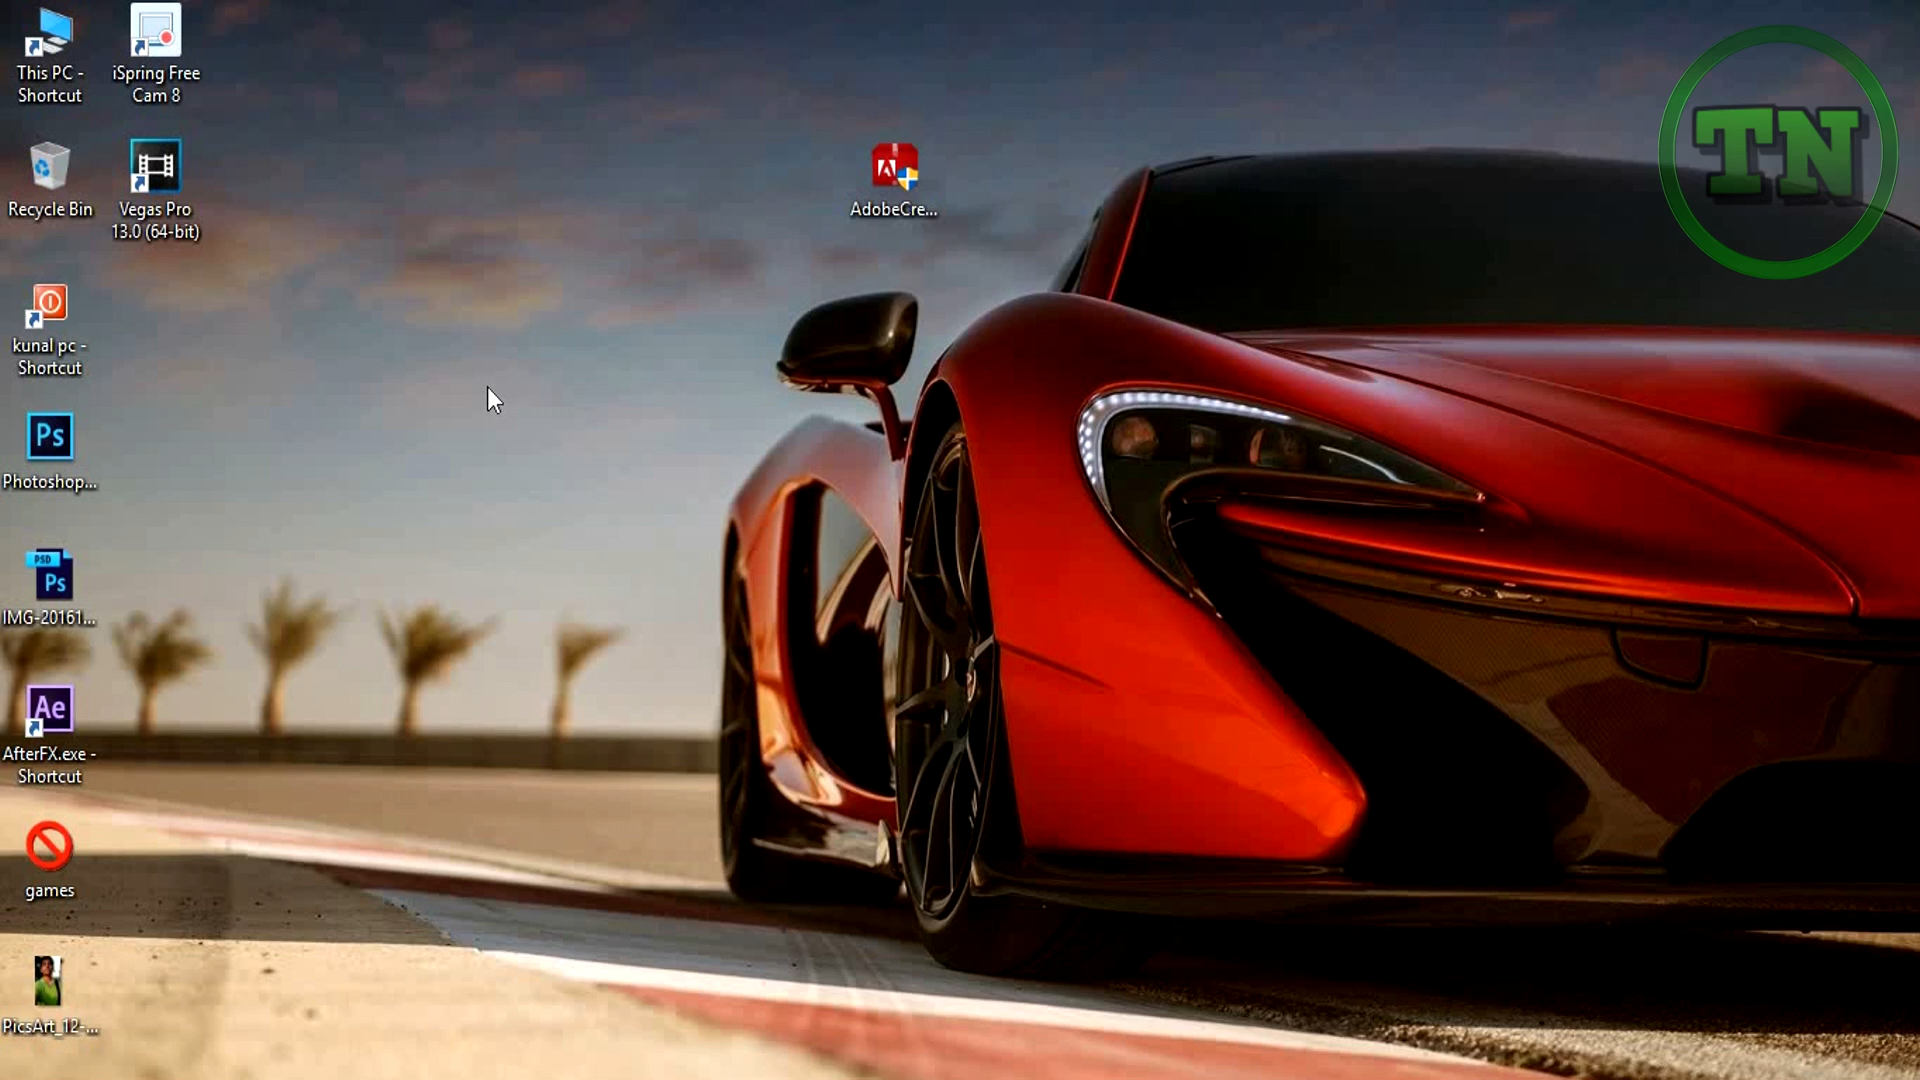 This PC -
Shortcut
iSpring Free
Cam 8
Recycle Bin
Vegas Pro
13.0 (64-bit)
AdobeCre...
TN
kunal pc -
Shortcut
Ps
Photoshop...
PSD
Ps
IMG-20161...
Ae
AfterFX.exe -
Shortcut
games
PicsArt_12-...